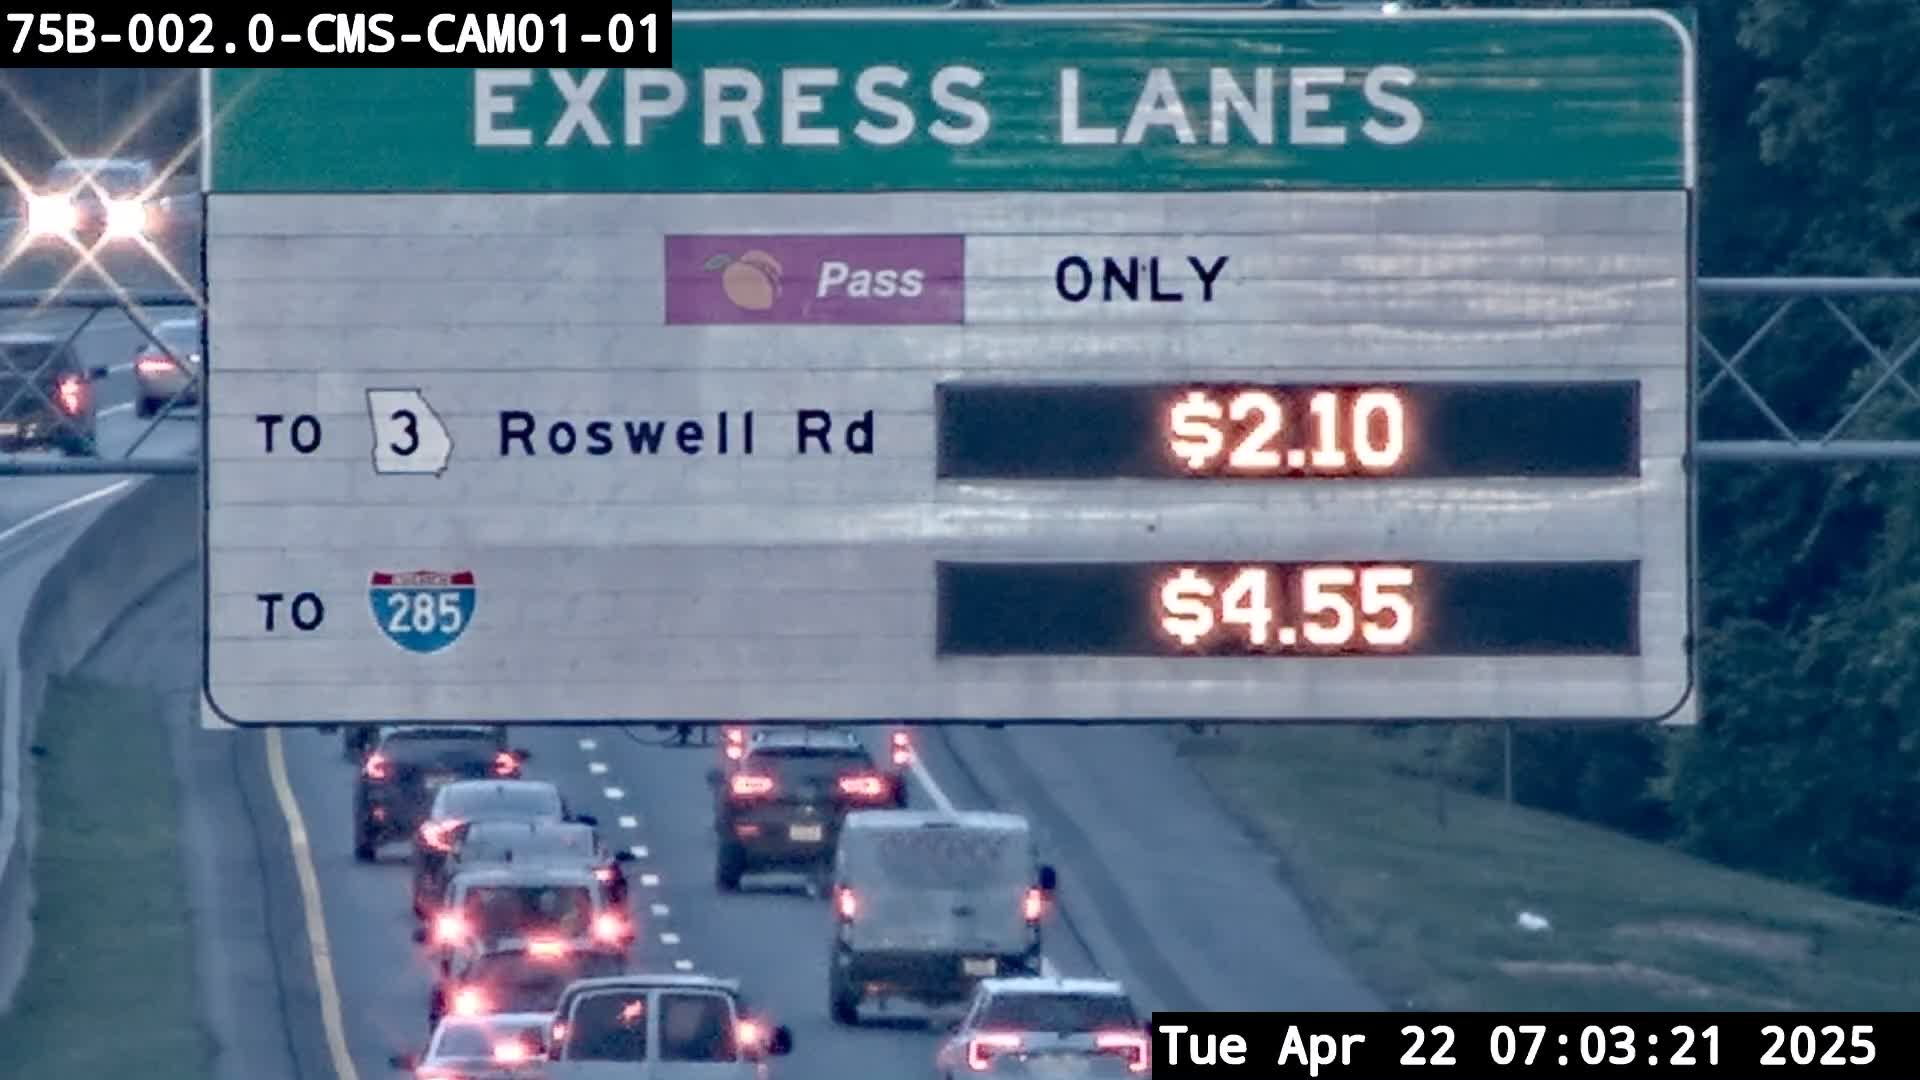 75B-002.0-CMS-CAM01-01
EXPRESS LANES
Pass ONLY
TO 3 Roswell Rd $2.10
TO 285 $4.55
Tue Apr 22 07:03:21 2025